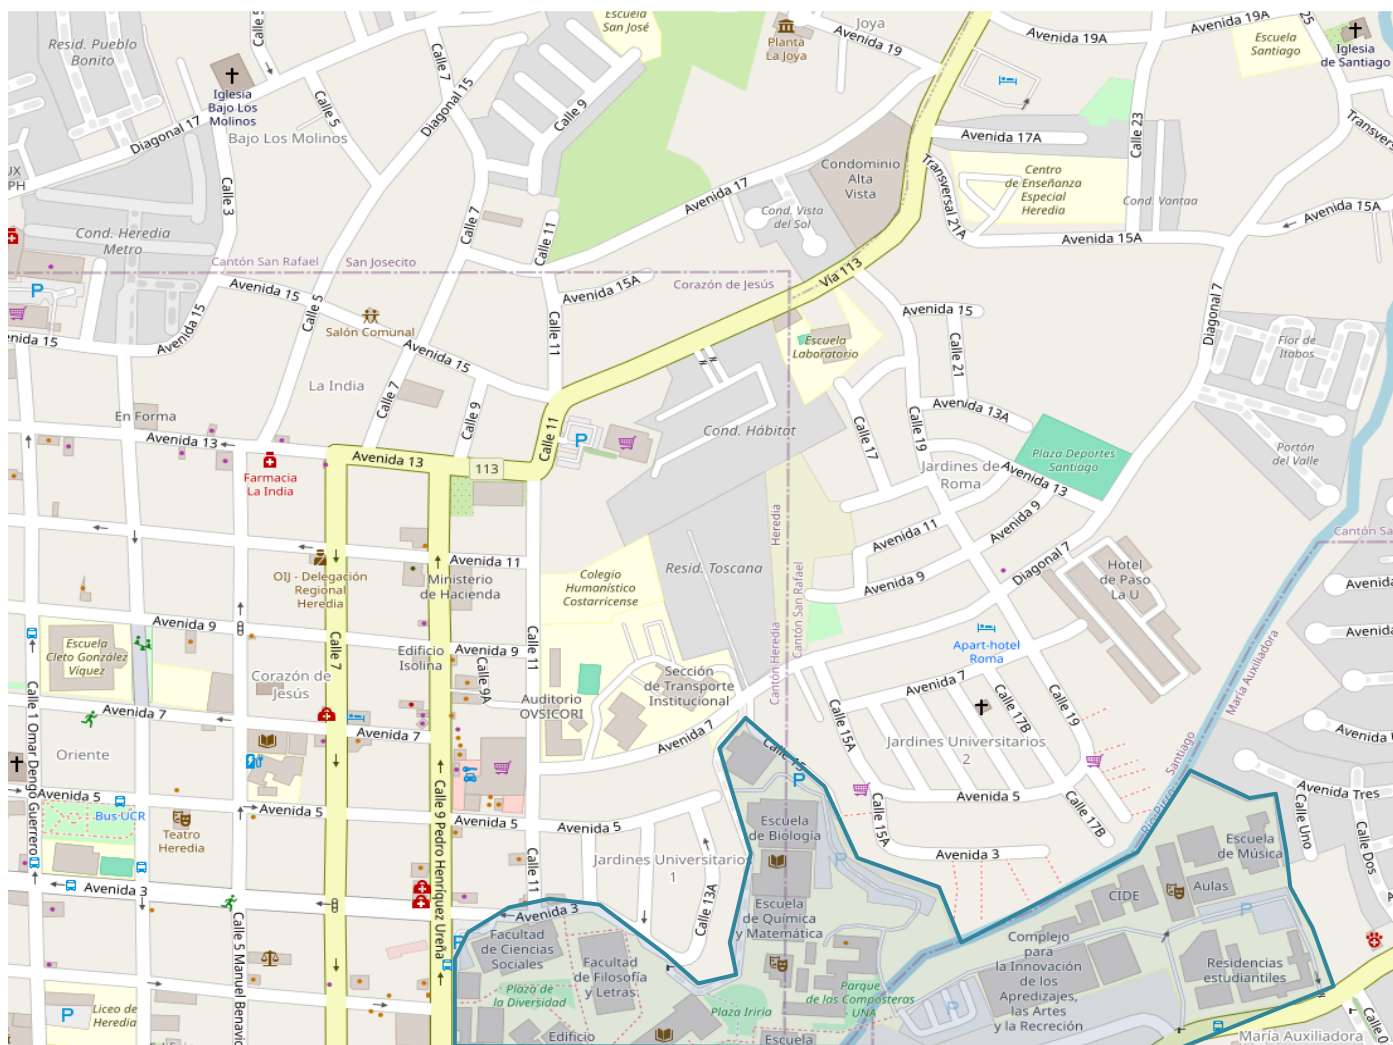 Resid. Pueblo
Bonito
Calle 7
Escuela
San José
Joya
Avenida 19
Planta
La Joya
Avenida 19A
Avenida 19A
Escuela
Santiago
Iglesia
de Santiago
Iglesia
Bajo Los
Molinos
Bajo Los Molinos
Diagonal 17
Calle 5
Diagonal 15
Calle 9
Avenida 17A
Calle 23
Condominio
Alta
Vista
Transversal 21A
Centro
de Enseñanza
Especial
Heredia
Cond. Vantaa
Avenida 15A
Avenida 15A
Calle 3
Cond. Heredia
Metro
Calle 7
Calle 11
Avenida 17
Cond. Vista
del Sol
Cantón San Rafael
San Josecito
Corazón de Jesús
Vía 113
Avenida 15
Avenida 15
Calle 5
Salón Comunal
Avenida 15
Avenida 15A
Calle 11
Escuela
Laboratorio
Avenida 15
Calle 21
Diagonal 7
Flor de
Itabos
La India
Calle 7
Calle 9
Calle 11
Cond. Hábitat
Calle 17
Calle 19
Avenida 13A
Plaza Deportes
Santiago
Portón
del Valle
En Forma
Avenida 13
Avenida 13
113
Farmacia
La India
Jardines de
Roma
Avenida 13
Avenida 11
Avenida 9
Avenida 9
Diagonal 7
Heredia
Cantón San Rafael
Cantón Heredia
Resid. Toscana
Avenida 11
OIJ - Delegación
Regional
Heredia
Ministerio
de Hacienda
Colegio
Humanístico
Costarricense
Hotel
de Paso
La U
Avenida 9
Avenida 9
Calle 7
Calle 11
Escuela
Cleto González
Víquez
Corazón de
Jesús
Edificio
Isolina
Calle 9A
Auditorio
OVSICORI
Sección
de Transporte
Institucional
Apart-hotel
Roma
María Auxiliadora
Santiago
Avenida 7
Avenida 7
Avenida 7
Avenida 7
Calle 1 Omar Dengo Guerrero
Oriente
Calle 15A
Calle 17B
Calle 19
Jardines Universitarios
2
Calle 15
Avenida 5
Avenida 5
Avenida 5
Avenida 5
Avenida 5
Bus UCR
Teatro
Heredia
Calle 9 Pedro Henríquez Ureña
Calle 15A
Calle 17B
Avenida 3
Escuela
de Biología
Jardines Universitarios
1
Calle 11
Calle 13A
Avenida Tres
Calle Uno
Calle Dos
Escuela
de Música
Avenida 3
Avenida 3
Escuela
de Química
y Matemática
CIDE
Aulas
Facultad
de Ciencias
Sociales
Facultad
de Filosofía
y Letras
Plaza de
la Diversidad
Plaza Iriria
Parque
de las Composteras
- UNA
Complejo
para
la Innovación
de los
Apredizajes,
las Artes
y la Recreción
Residencias
estudiantiles
Liceo de
Heredia
Edificio
Escuela
María Auxiliadora